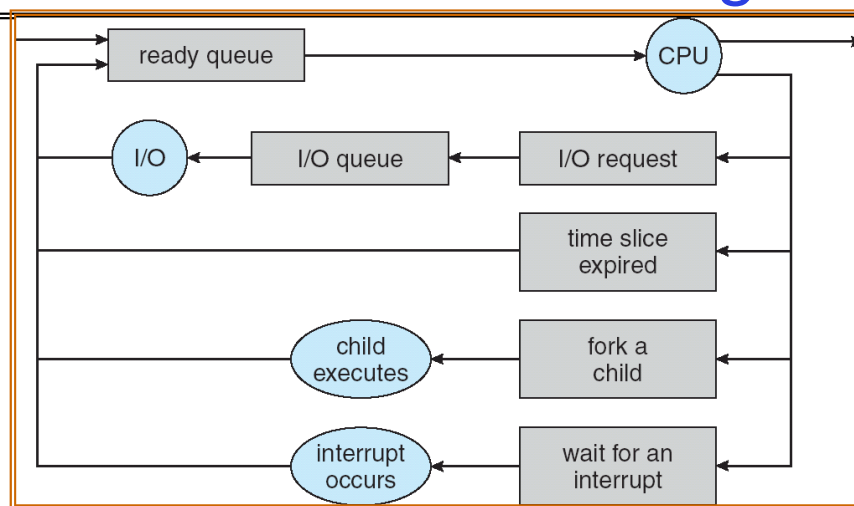 ready queue
CPU
I/O
I/O queue
I/O request
time slice
expired
child
executes
fork a
child
interrupt
occurs
wait for an
interrupt